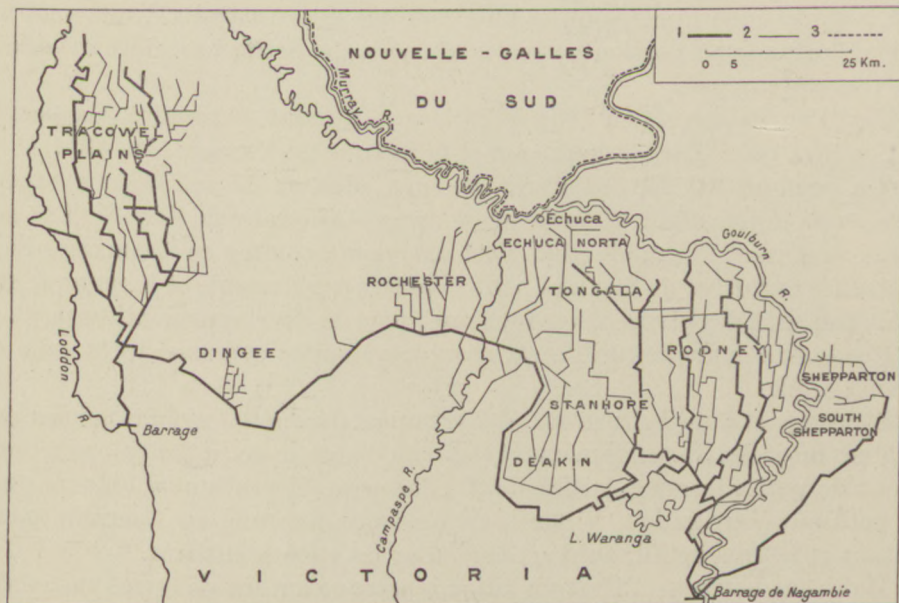 1 2 3
0 5 25 Km.
NOUVELLE - GALLES
DU SUD
Murray R.
TRACOWEL
PLAINS
Echuca
ECHUCA NORTA
Goulburn R.
ROCHESTER
TONGALA
Loddon R.
DINGEE
RODNEY
SHEPPARTON
STANHOPE
SOUTH
SHEPPARTON
Barrage
DEAKIN
Campaspe R.
L. Waranga
VICTORIA
Barrage de Nagambie